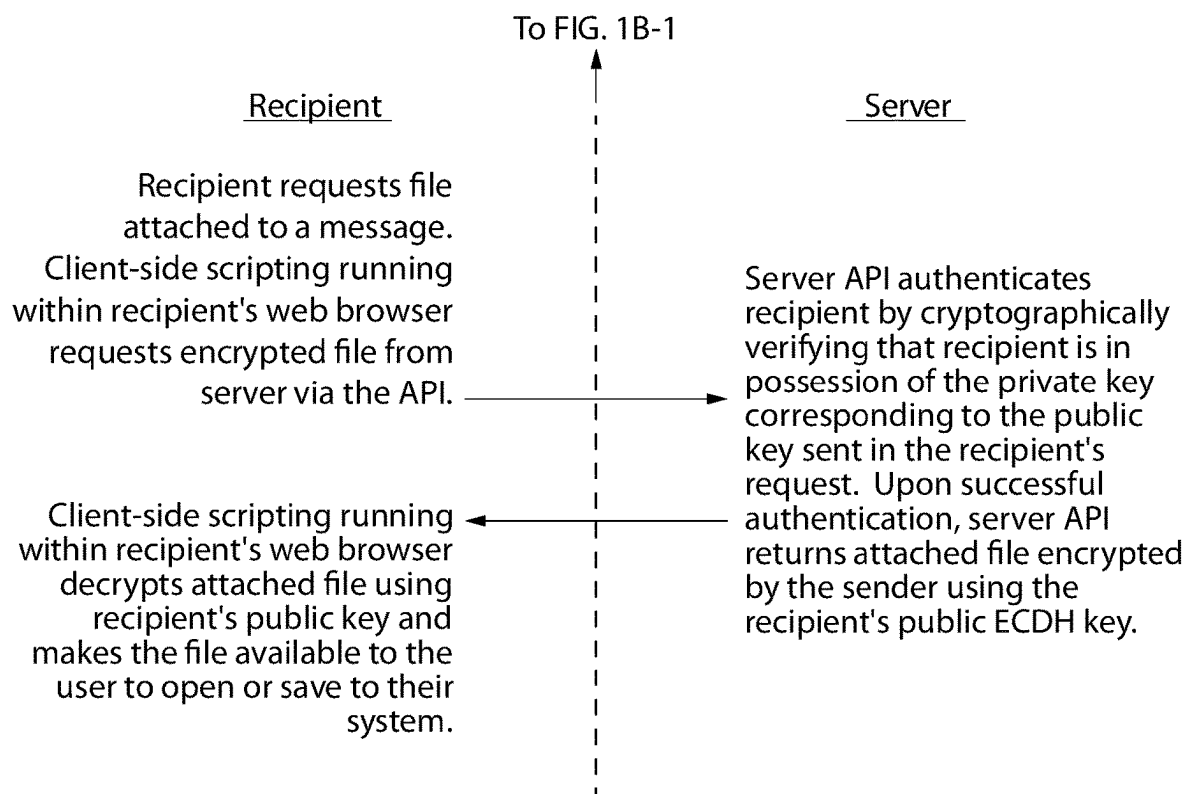 To FIG. 1B-1
Recipient
Server
Recipient requests file
attached to a message.
Client-side scripting running
within recipient's web browser
requests encrypted file from
server via the API.
Server API authenticates
recipient by cryptographically
verifying that recipient is in
possession of the private key
corresponding to the public
key sent in the recipient's
request.  Upon successful
authentication, server API
returns attached file encrypted
by the sender using the
recipient's public ECDH key.
Client-side scripting running
within recipient's web browser
decrypts attached file using
recipient's public key and
makes the file available to the
user to open or save to their
system.